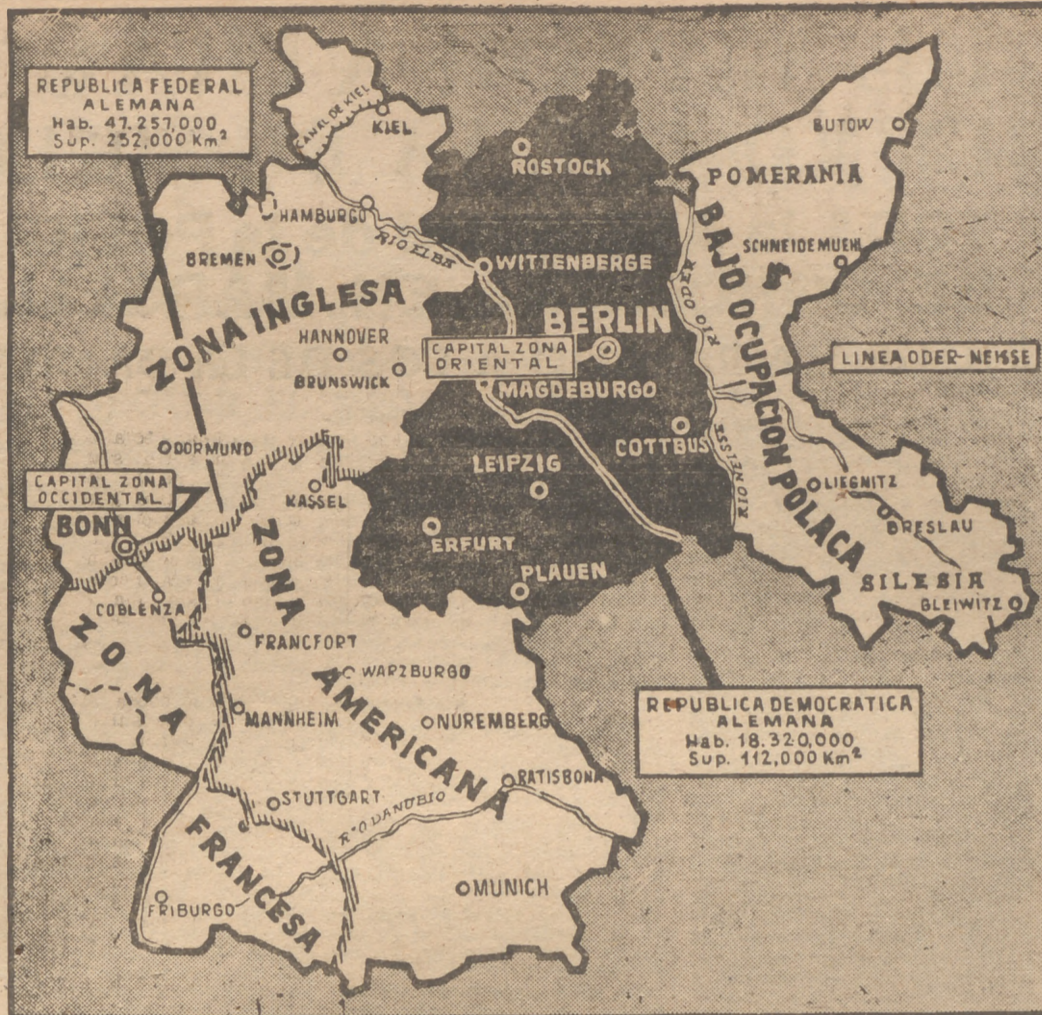 REPUBLICA FEDERAL
ALEMANA
Hab. 47.257,000
Sup. 252,000 Km²
CANAL DE KIEL
KIEL
ROSTOCK
BUTOW
POMERANIA
HAMBURGO
RIO ELBA
BREMEN
WITTENBERGE
SCHNEIDEMUEHL
BAJO OCUPACION POLACA
RIO ODER
ZONA INGLESA
HANNOVER
BERLIN
CAPITAL ZONA
ORIENTAL
LINEA ODER-NEISSE
BRUNSWICK
MAGDEBURGO
DORMUND
COTTBUS
RIO NEISSE
LEIPZIG
LIEGNITZ
CAPITAL ZONA
OCCIDENTAL
KASSEL
BONN
BRESLAU
ERFURT
ZONA
AMERICANA
PLAUEN
SILESIA
GLEIWITZ
COBLENZA
ZONA
FRANCESA
FRANCFORT
WARZBURGO
MANNHEIM
NUREMBERG
REPUBLICA DEMOCRATICA
ALEMANA
Hab. 18.320,000
Sup. 112,000 Km²
RATISBONA
STUTTGART
RIO DANUBIO
MUNICH
FRIBURGO